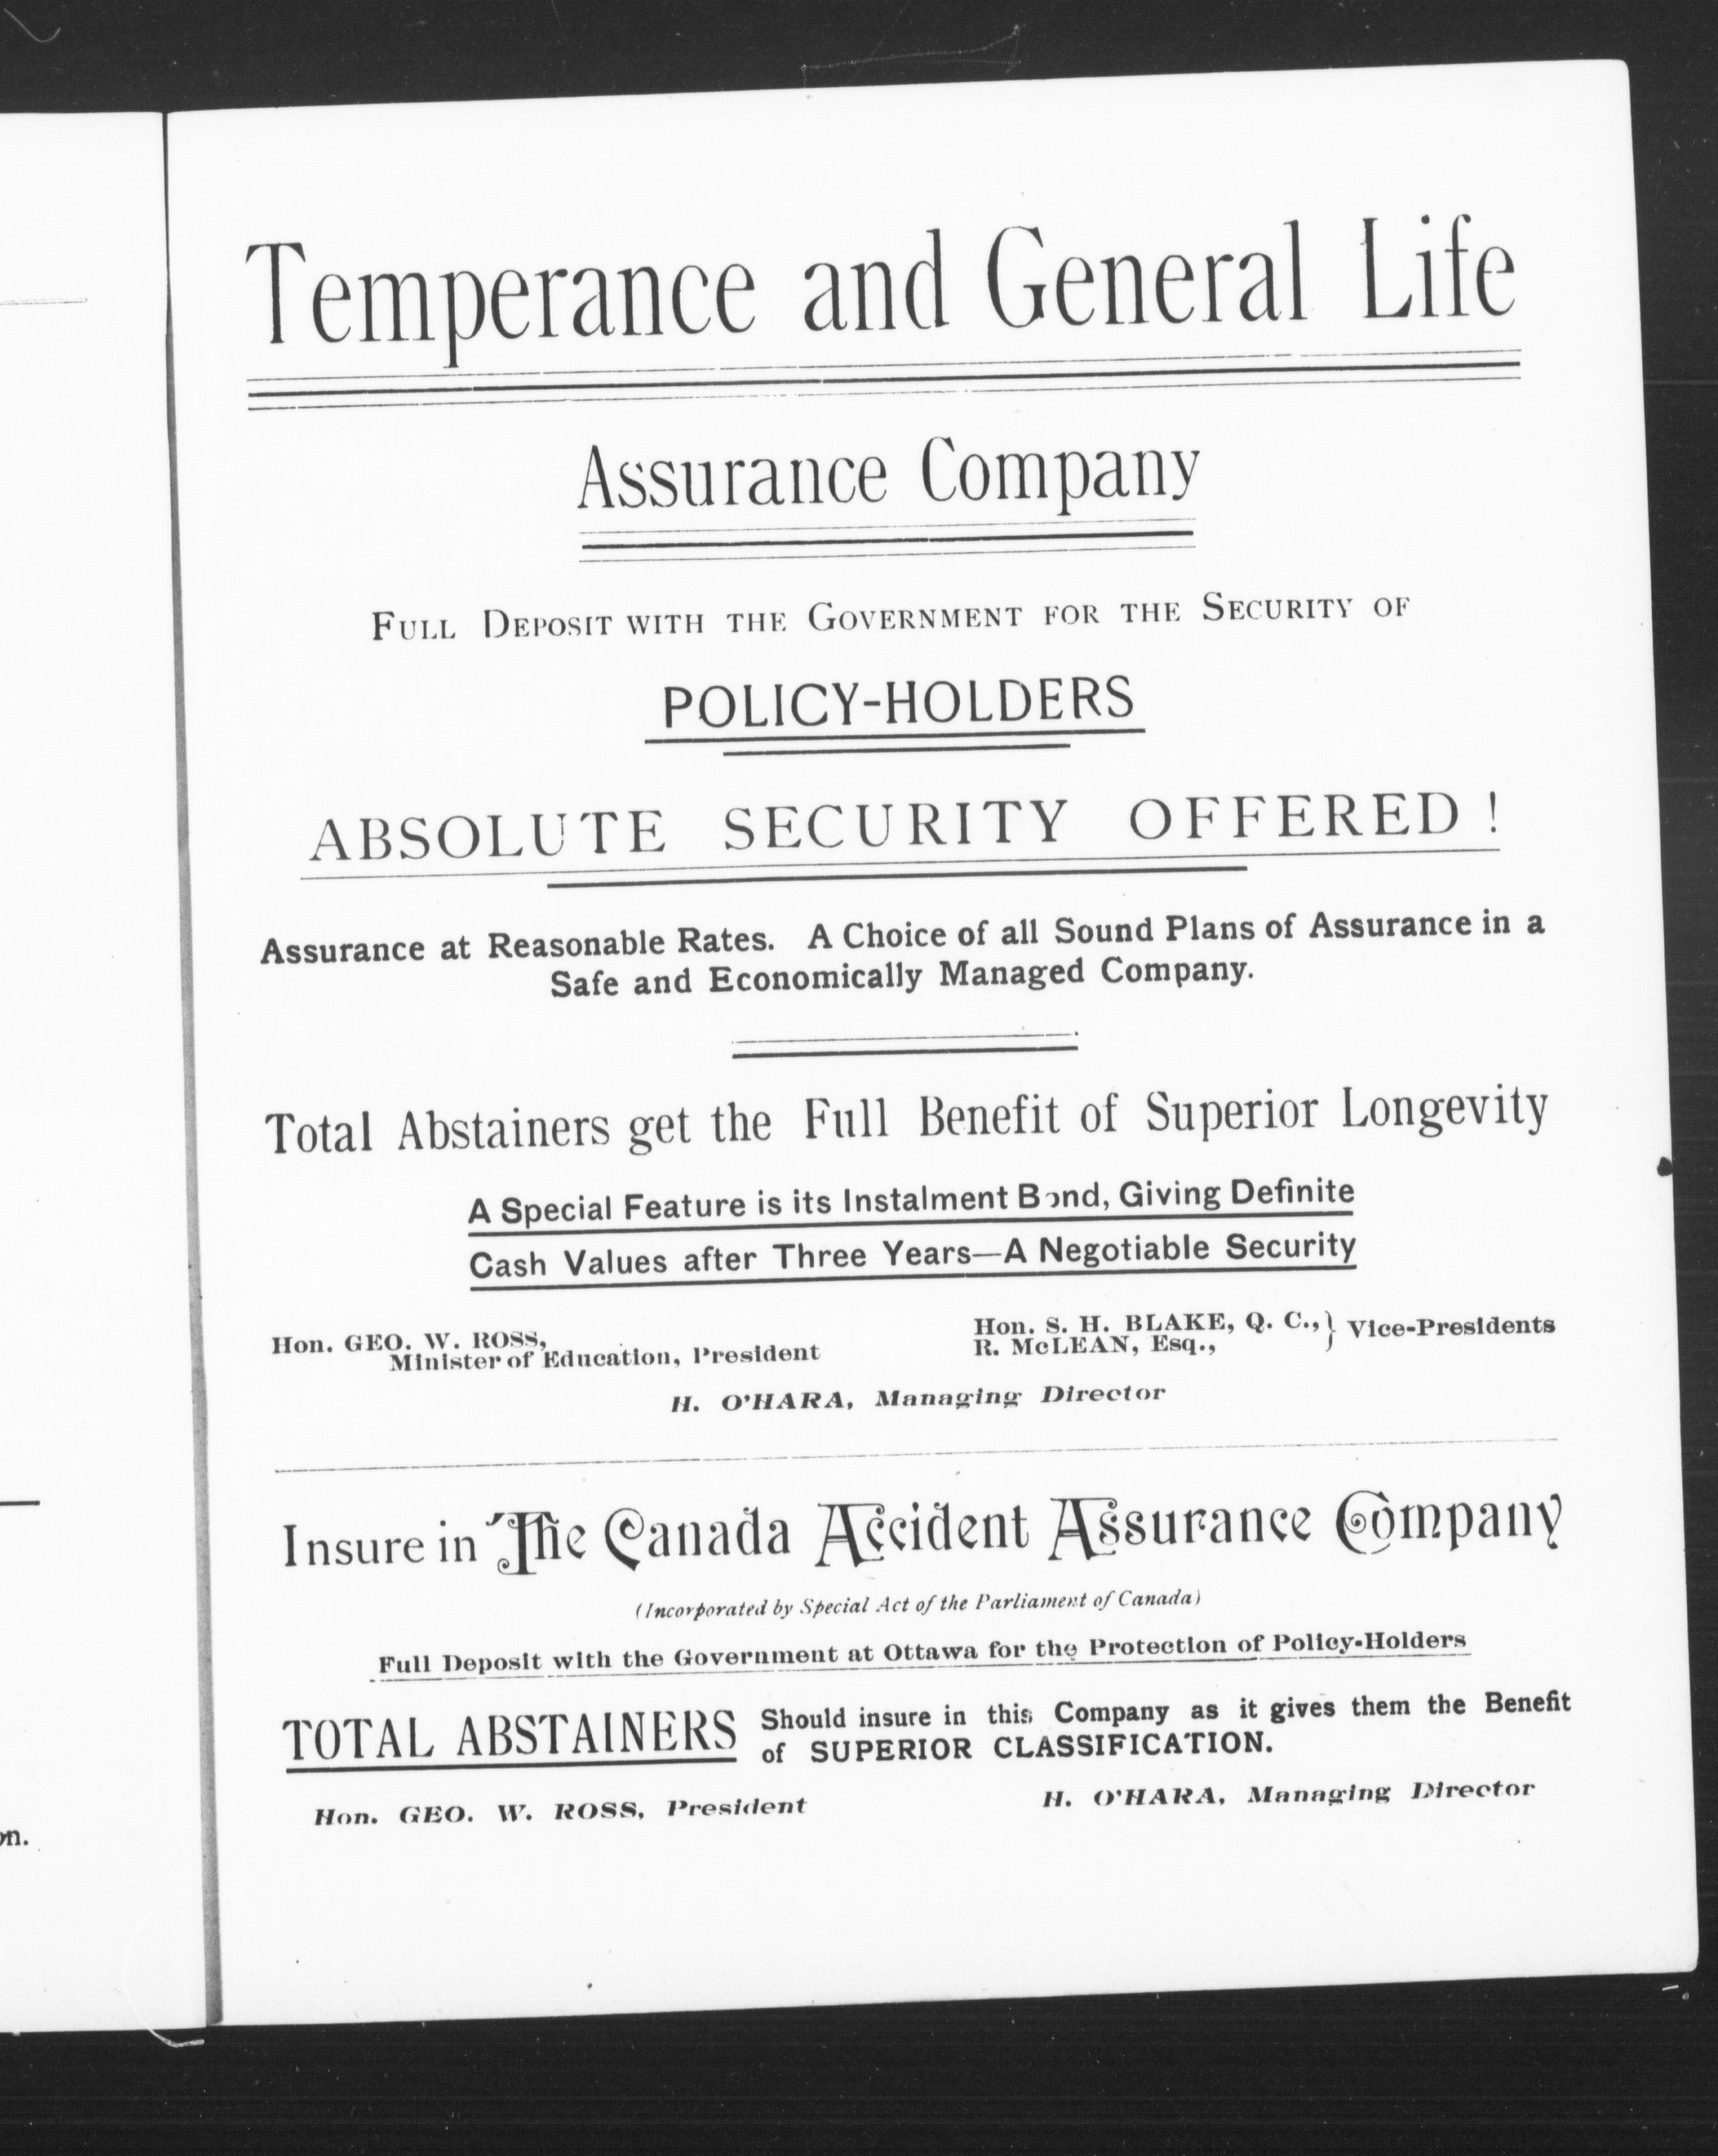 Temperance and General Life
Assurance Company
FULL DEPOSIT WITH THE GOVERNMENT FOR THE SECURITY OF
POLICY-HOLDERS
ABSOLUTE SECURITY OFFERED!
Assurance at Reasonable Rates. A Choice of all Sound Plans of Assurance in a
Safe and Economically Managed Company.
Total Abstainers get the Full Benefit of Superior Longevity
A Special Feature is its Instalment Bond, Giving Definite
Cash Values after Three Years—A Negotiable Security
Hon. GEO. W. ROSS,
Minister of Education, President
Hon. S. H. BLAKE, Q. C.,} Vice-Presidents
R. McLEAN, Esq.,
H. O'HARA, Managing Director
Insure in The Canada Accident Assurance Company
(Incorporated by Special Act of the Parliament of Canada)
Full Deposit with the Government at Ottawa for the Protection of Policy-Holders
TOTAL ABSTAINERS Should insure in this Company as it gives them the Benefit
of SUPERIOR CLASSIFICATION.
Hon. GEO. W. ROSS, President
H. O'HARA, Managing Director